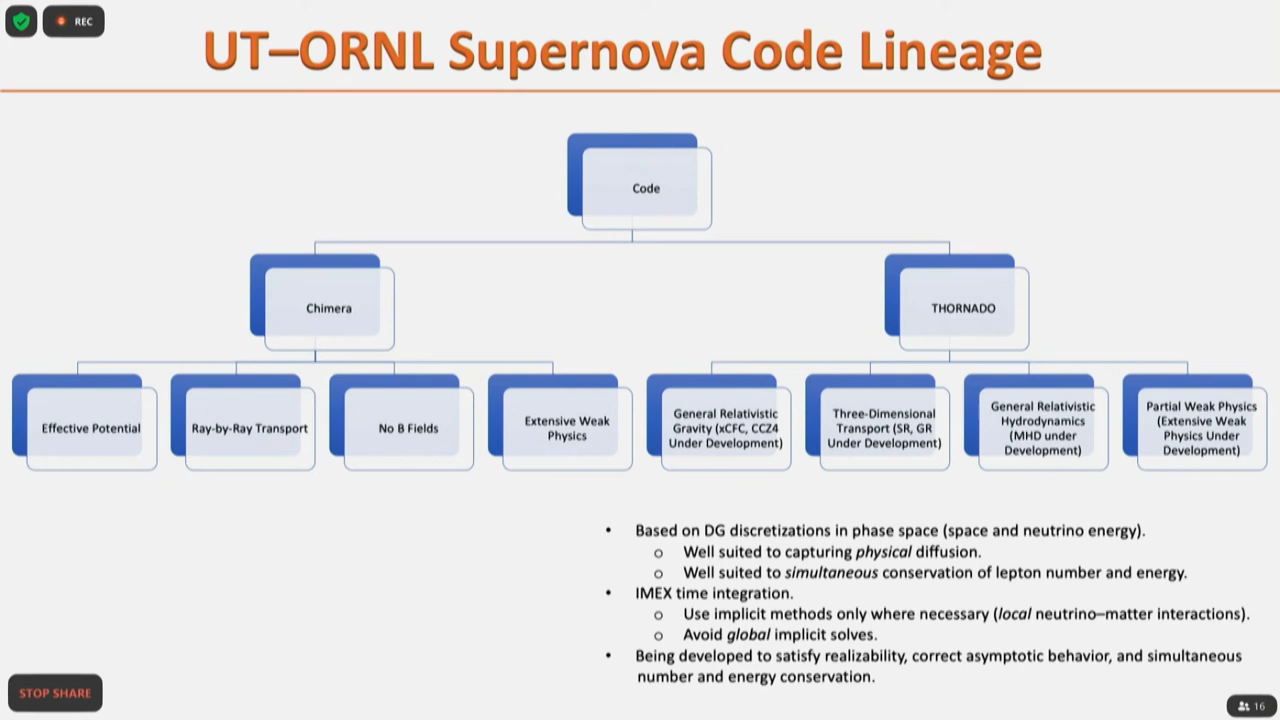 REC
UT–ORNL Supernova Code Lineage
Code
Chimera
THORNADO
Effective Potential
Ray-by-Ray Transport
No B Fields
Extensive Weak
Physics
General Relativistic
Gravity (xCFC, CCZ4
Under Development)
Three-Dimensional
Transport (SR, GR
Under Development)
General Relativistic
Hydrodynamics
(MHD under
Development)
Partial Weak Physics
(Extensive Weak
Physics Under
Development)
• Based on DG discretizations in phase space (space and neutrino energy).
o Well suited to capturing physical diffusion.
o Well suited to simultaneous conservation of lepton number and energy.
• IMEX time integration.
o Use implicit methods only where necessary (local neutrino–matter interactions).
o Avoid global implicit solves.
• Being developed to satisfy realizability, correct asymptotic behavior, and simultaneous
number and energy conservation.
STOP SHARE
16